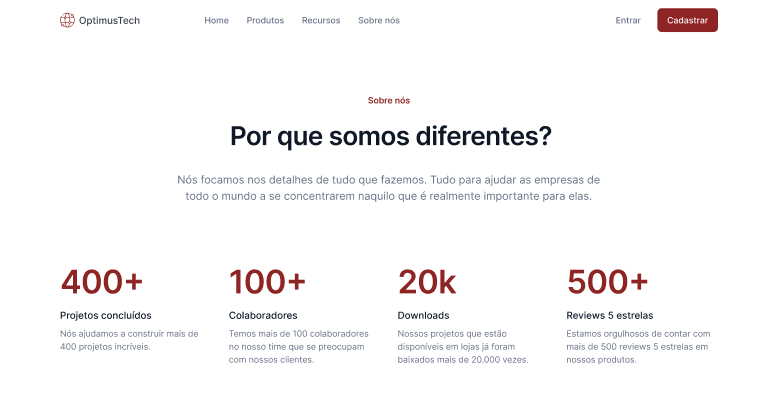 OptimusTech
Home Produtos Recursos Sobre nós
Entrar
Cadastrar
Sobre nós
Por que somos diferentes?
Nós focamos nos detalhes de tudo que fazemos. Tudo para ajudar as empresas de
todo o mundo a se concentrarem naquilo que é realmente importante para elas.
400+
Projetos concluídos
Nós ajudamos a construir mais de
400 projetos incríveis.
100+
Colaboradores
Temos mais de 100 colaboradores
no nosso time que se preocupam
com nossos clientes.
20k
Downloads
Nossos projetos que estão
disponíveis em lojas já foram
baixados mais de 20.000 vezes.
500+
Reviews 5 estrelas
Estamos orgulhosos de contar com
mais de 500 reviews 5 estrelas em
nossos produtos.